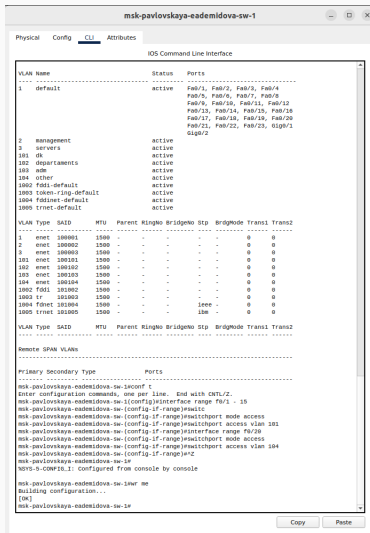 msk-pavlovskaya-eademidova-sw-1
Physical Config CLI Attributes
IOS Command Line Interface
VLAN Name Status Ports
---- -------------------------------- --------- -------------------------------
1 default active Fa0/1, Fa0/2, Fa0/3, Fa0/4
Fa0/5, Fa0/6, Fa0/7, Fa0/8
Fa0/9, Fa0/10, Fa0/11, Fa0/12
Fa0/13, Fa0/14, Fa0/15, Fa0/16
Fa0/17, Fa0/18, Fa0/19, Fa0/20
Fa0/21, Fa0/22, Fa0/23, Gig0/1
Gig0/2
2 management active
3 servers active
101 dk active
102 departaments active
103 adm active
104 other active
1002 fddi-default active
1003 token-ring-default active
1004 fddinet-default active
1005 trnet-default active
VLAN Type SAID MTU Parent RingNo BridgeNo Stp BrdgMode Trans1 Trans2
---- ----- ---------- ----- ------ ------ -------- ---- -------- ------ ------
1 enet 100001 1500 - - - - - 0 0
2 enet 100002 1500 - - - - - 0 0
3 enet 100003 1500 - - - - - 0 0
101 enet 100101 1500 - - - - - 0 0
102 enet 100102 1500 - - - - - 0 0
103 enet 100103 1500 - - - - - 0 0
104 enet 100104 1500 - - - - - 0 0
1002 fddi 101002 1500 - - - - - 0 0
1003 tr 101003 1500 - - - - - 0 0
1004 fdnet 101004 1500 - - - ieee - 0 0
1005 trnet 101005 1500 - - - ibm - 0 0
VLAN Type SAID MTU Parent RingNo BridgeNo Stp BrdgMode Trans1 Trans2
---- ----- ---------- ----- ------ ------ -------- ---- -------- ------ ------
Remote SPAN VLANs
------------------------------------------------------------------------------
Primary Secondary Type Ports
------- --------- ----------------- ------------------------------------------
msk-pavlovskaya-eademidova-sw-1#conf t
Enter configuration commands, one per line. End with CNTL/Z.
msk-pavlovskaya-eademidova-sw-1(config)#interface range f0/1 - 15
msk-pavlovskaya-eademidova-sw-1(config-if-range)#switc
msk-pavlovskaya-eademidova-sw-1(config-if-range)#switchport mode access
msk-pavlovskaya-eademidova-sw-1(config-if-range)#switchport access vlan 101
msk-pavlovskaya-eademidova-sw-1(config-if-range)#interface range f0/20
msk-pavlovskaya-eademidova-sw-1(config-if-range)#switchport mode access
msk-pavlovskaya-eademidova-sw-1(config-if-range)#switchport access vlan 104
msk-pavlovskaya-eademidova-sw-1(config-if-range)#^Z
msk-pavlovskaya-eademidova-sw-1#
%SYS-5-CONFIG_I: Configured from console by console
msk-pavlovskaya-eademidova-sw-1#wr me
Building configuration...
[OK]
msk-pavlovskaya-eademidova-sw-1#
Copy Paste